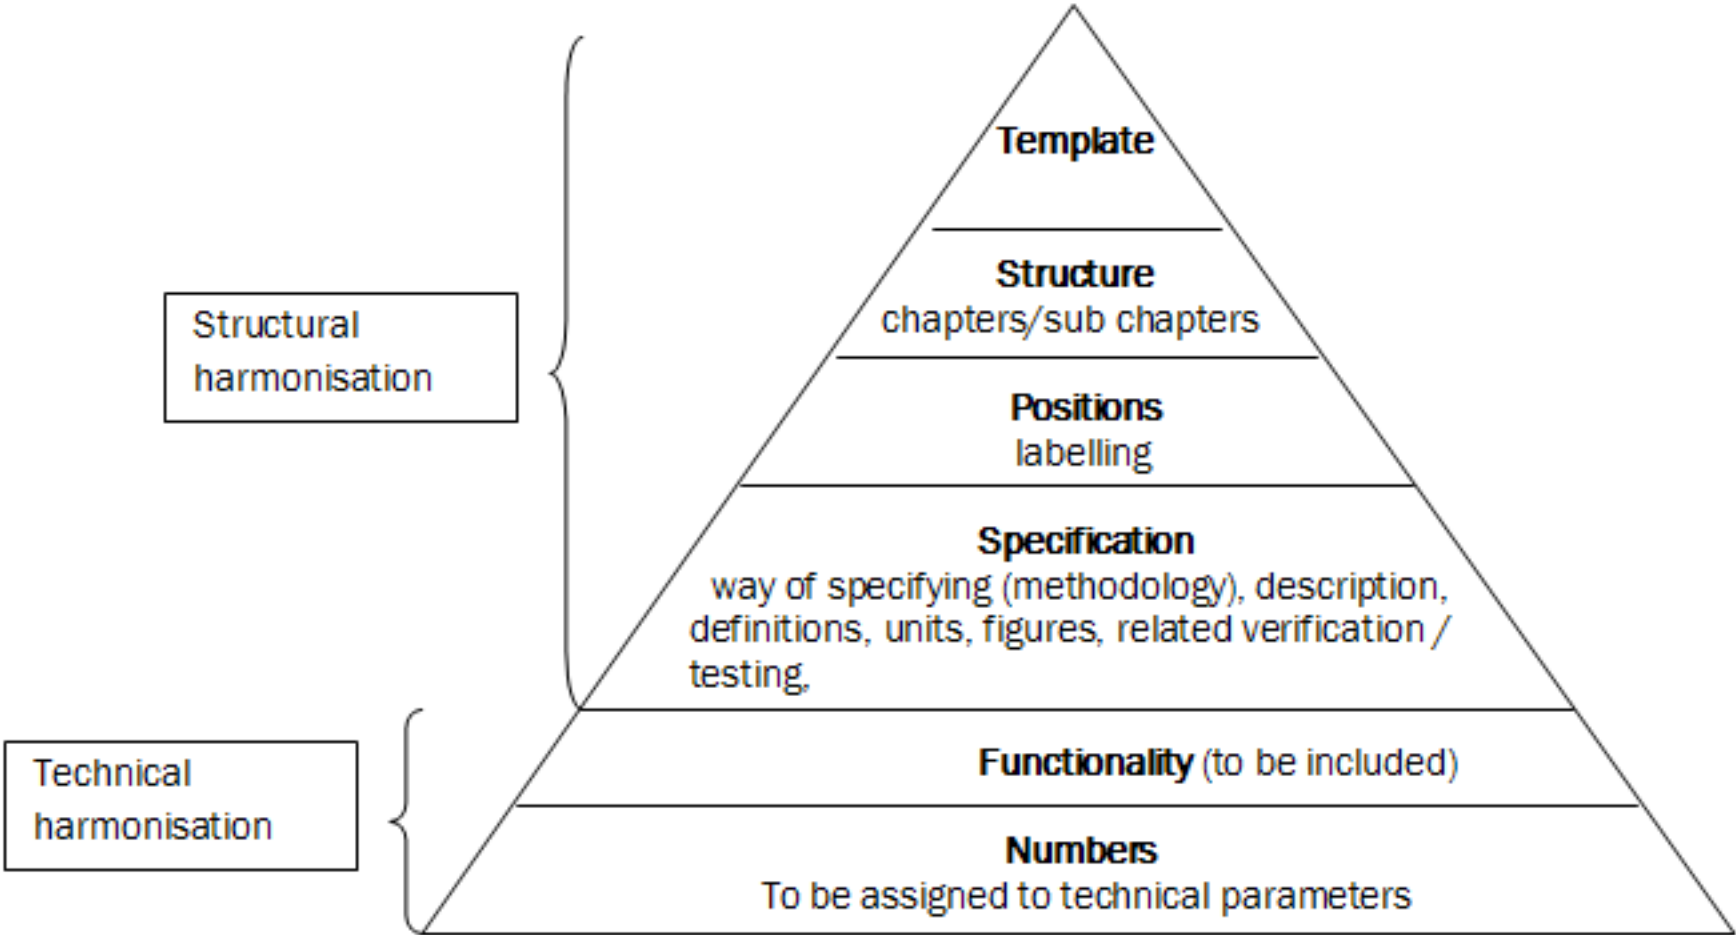 Template
Structure
chapters/sub chapters
Structural
harmonisation
Positions
labelling
Specification
way of specifying (methodology), description,
definitions, units, figures, related verification /
testing,
Technical
harmonisation
Functionality (to be included)
Numbers
To be assigned to technical parameters